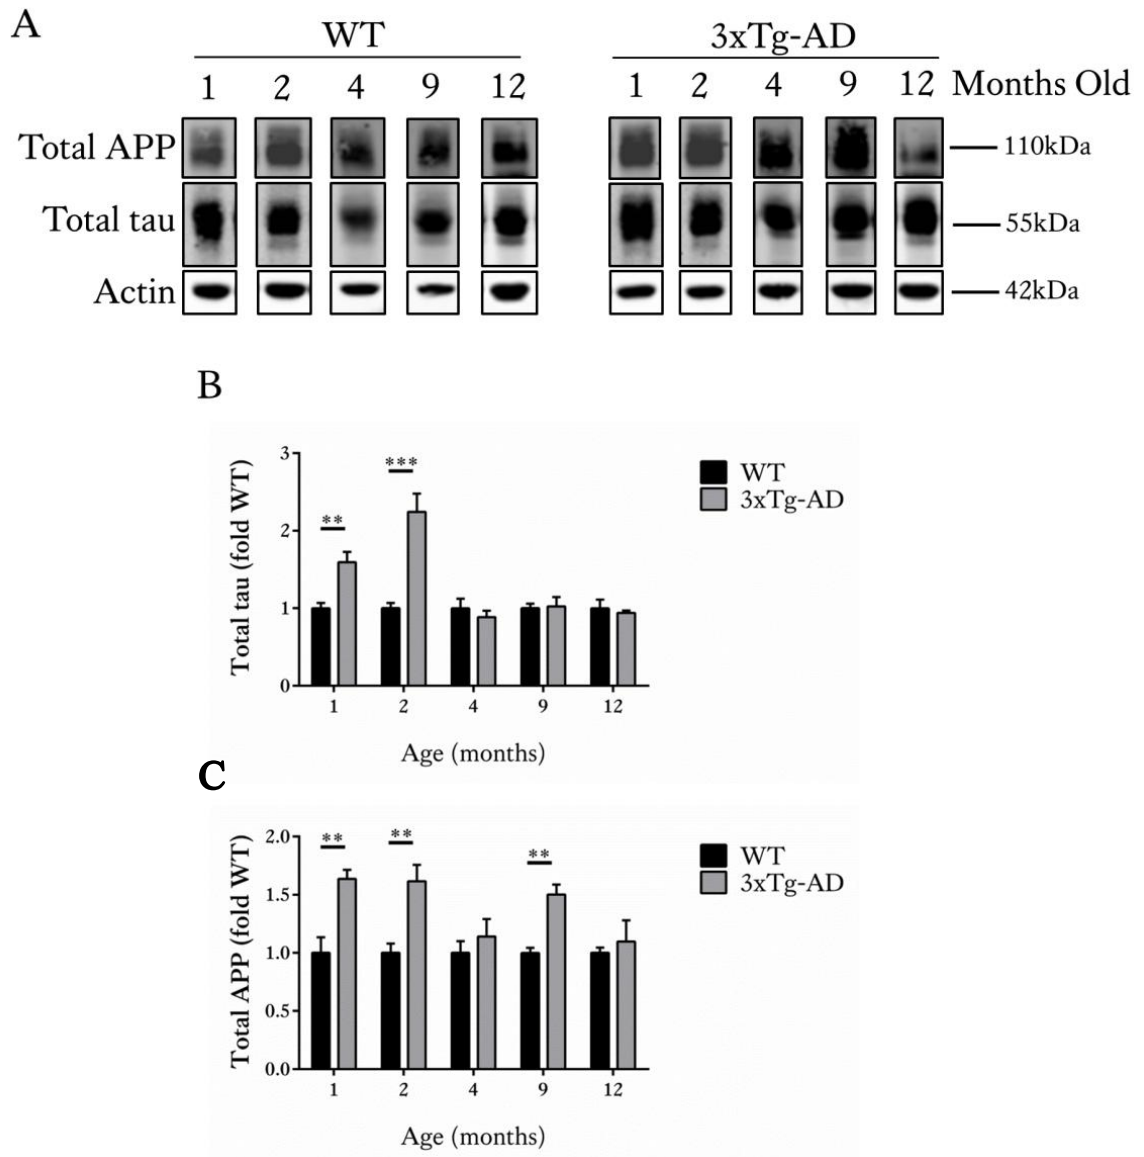 A
WT 3xTg-AD
1 2 4 9 12 1 2 4 9 12 Months Old
Total APP 110kDa
Total tau 55kDa
Actin 42kDa
B
Total tau (fold WT)
3
2
1
0
** ***
1 2 4 9 12
Age (months)
WT
3xTg-AD
C
Total APP (fold WT)
2.0
1.5
1.0
0.5
0.0
** ** **
1 2 4 9 12
Age (months)
WT
3xTg-AD